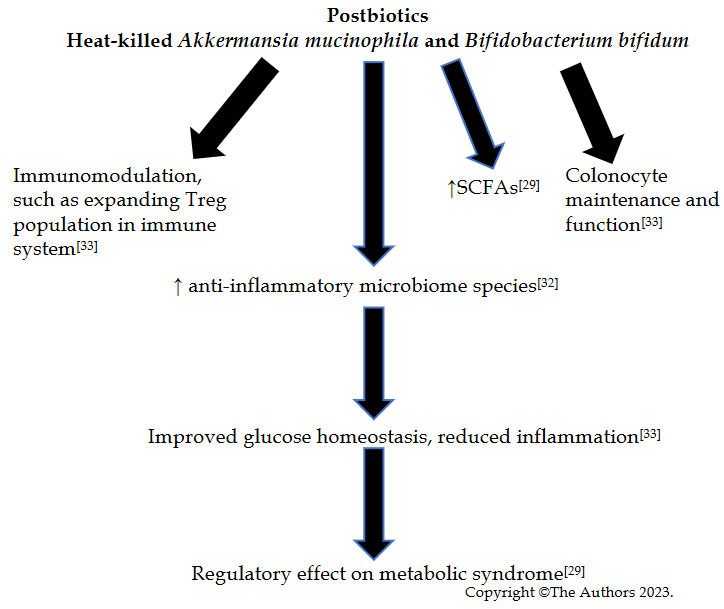 Postbiotics
Heat-killed Akkermansia mucinophila and Bifidobacterium bifidum
Immunomodulation,
such as expanding Treg
population in immune
system[33]
↑SCFAs[29]
Colonocyte
maintenance and
function[33]
↑ anti-inflammatory microbiome species[32]
Improved glucose homeostasis, reduced inflammation[33]
Regulatory effect on metabolic syndrome[29]
Copyright ©The Authors 2023.